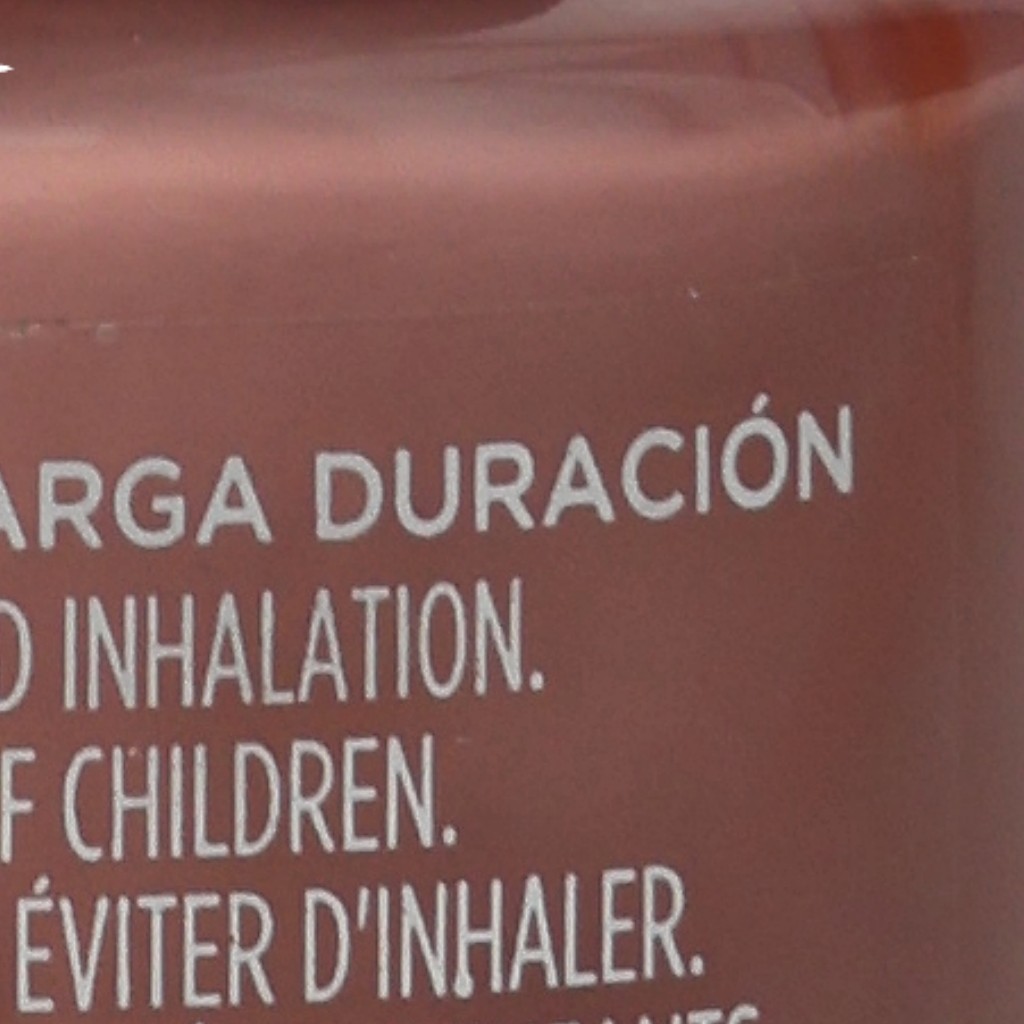 ARGA DURACIÓN
D INHALATION.
F CHILDREN.
ÉVITER D'INHALER.